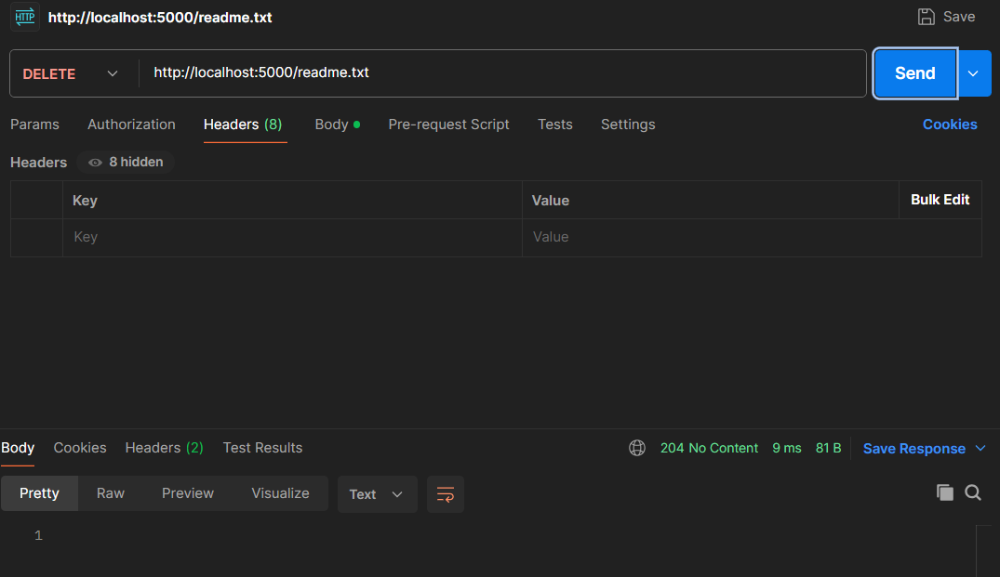 HTTP http://localhost:5000/readme.txt Save
DELETE http://localhost:5000/readme.txt Send
Params Authorization Headers (8) Body Pre-request Script Tests Settings Cookies
Headers 8 hidden
Key Value Bulk Edit
Key Value
Body Cookies Headers (2) Test Results 204 No Content 9 ms 81 B Save Response
Pretty Raw Preview Visualize Text
1